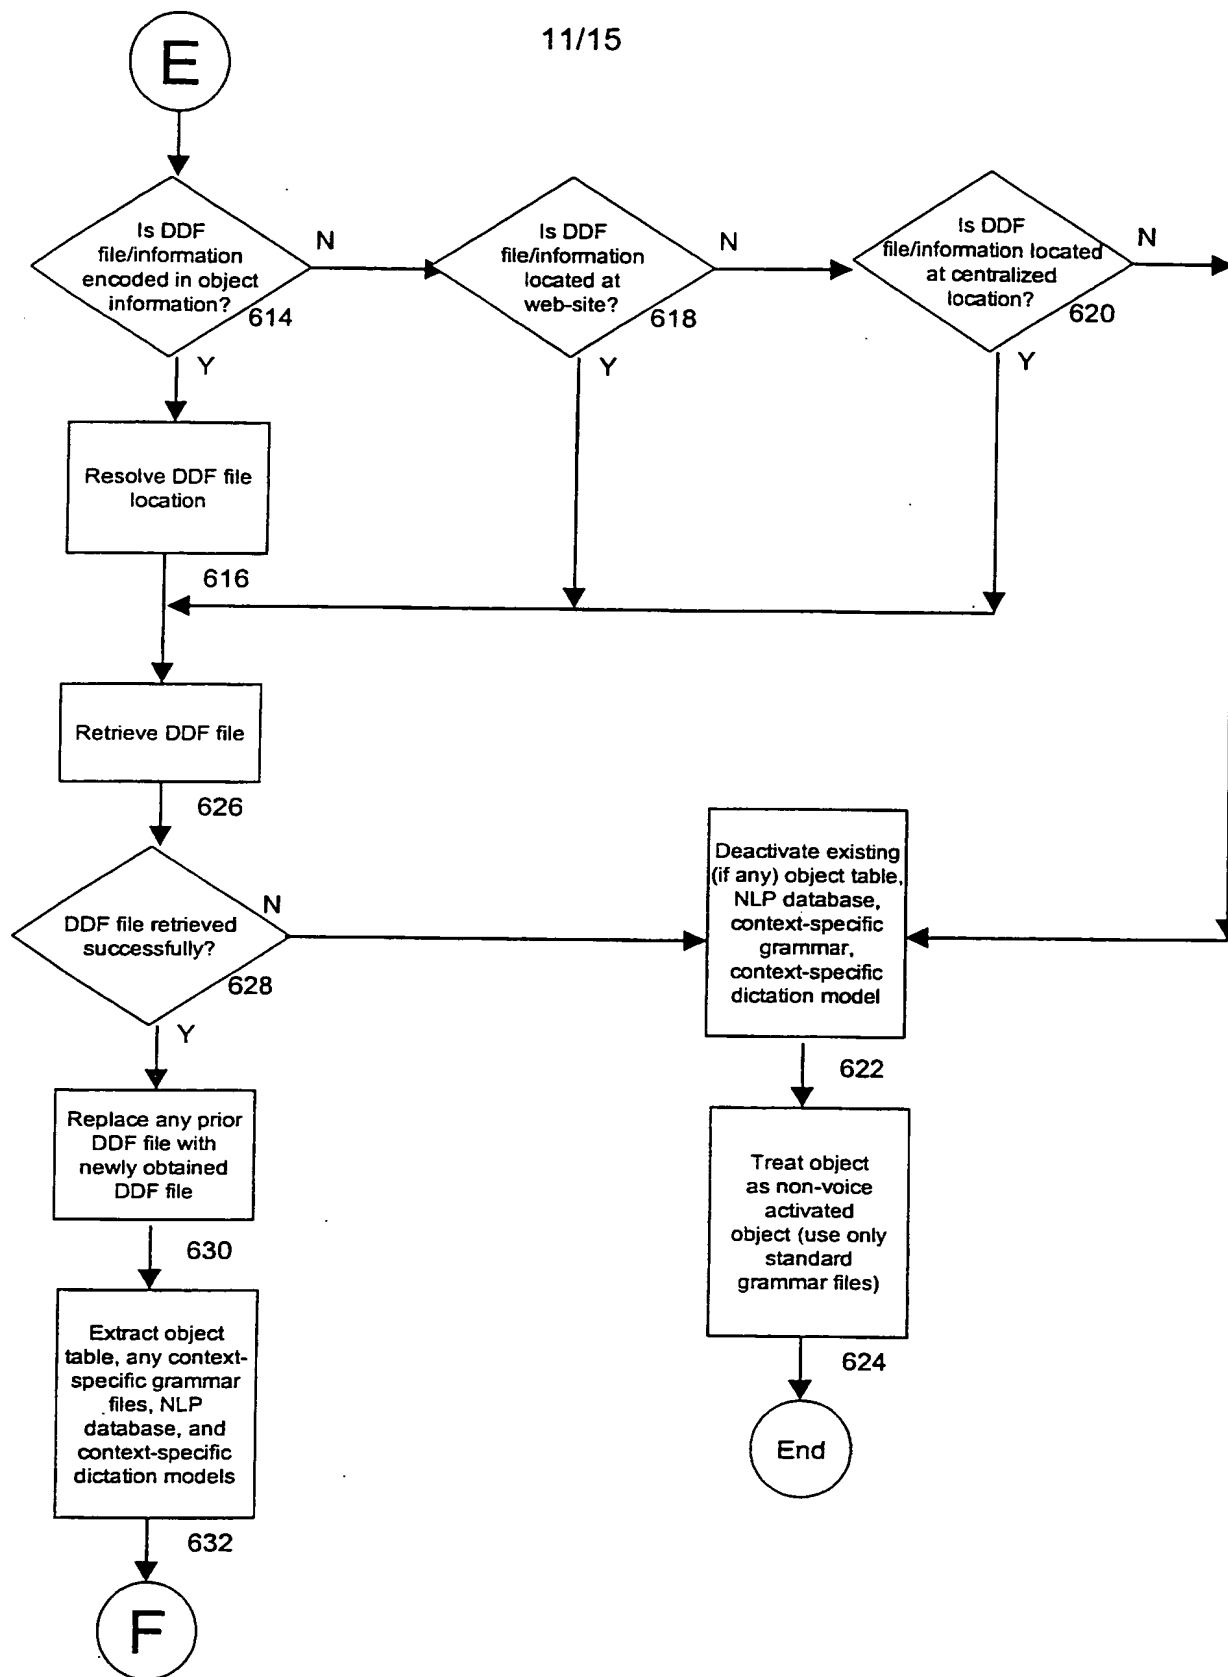 11/15
E
Is DDF
file/information
encoded in object
information?
614
N
Y
Is DDF
file/information
located at
web-site?
618
N
Y
Is DDF
file/information located
at centralized
location?
620
N
Y
Resolve DDF file
location
616
Retrieve DDF file
626
DDF file retrieved
successfully?
628
N
Y
Deactivate existing
(if any) object table,
NLP database,
context-specific
grammar,
context-specific
dictation model
622
Replace any prior
DDF file with
newly obtained
DDF file
630
Treat object
as non-voice
activated
object (use only
standard
grammar files)
624
Extract object
table, any context-
specific grammar
files, NLP
database, and
context-specific
dictation models
632
End
F